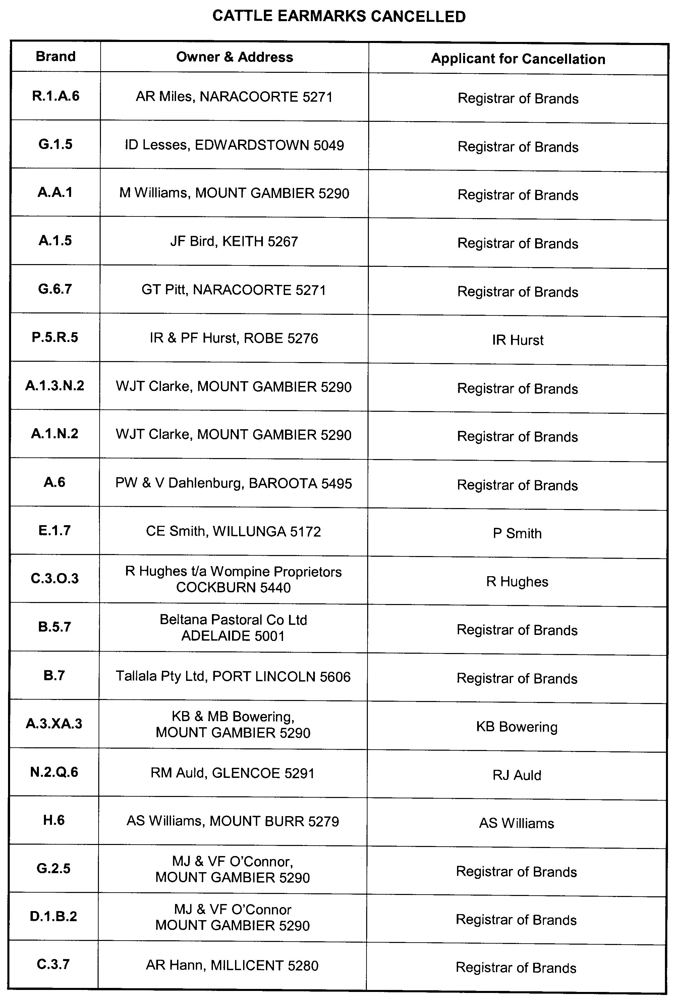 CATTLE EARMARKS CANCELLED
Brand Owner & Address Applicant for Cancellation
R.1.A.6 AR Miles, NARACOORTE 5271 Registrar of Brands
G.1.5 ID Lesses, EDWARDSTOWN 5049 Registrar of Brands
A.A.1 M Williams, MOUNT GAMBIER 5290 Registrar of Brands
A.1.5 JF Bird, KEITH 5267 Registrar of Brands
G.6.7 GT Pitt, NARACOORTE 5271 Registrar of Brands
P.5.R.5 IR & PF Hurst, ROBE 5276 IR Hurst
A.1.3.N.2 WJT Clarke, MOUNT GAMBIER 5290 Registrar of Brands
A.1.N.2 WJT Clarke, MOUNT GAMBIER 5290 Registrar of Brands
A.6 PW & V Dahlenburg, BAROOTA 5495 Registrar of Brands
E.1.7 CE Smith, WILLUNGA 5172 P Smith
C.3.O.3 R Hughes t/a Wompine Proprietors
COCKBURN 5440 R Hughes
B.5.7 Beltana Pastoral Co Ltd
ADELAIDE 5001 Registrar of Brands
B.7 Tallala Pty Ltd, PORT LINCOLN 5606 Registrar of Brands
A.3.XA.3 KB & MB Bowering,
MOUNT GAMBIER 5290 KB Bowering
N.2.Q.6 RM Auld, GLENCOE 5291 RJ Auld
H.6 AS Williams, MOUNT BURR 5279 AS Williams
G.2.5 MJ & VF O'Connor,
MOUNT GAMBIER 5290 Registrar of Brands
D.1.B.2 MJ & VF O'Connor
MOUNT GAMBIER 5290 Registrar of Brands
C.3.7 AR Hann, MILLICENT 5280 Registrar of Brands